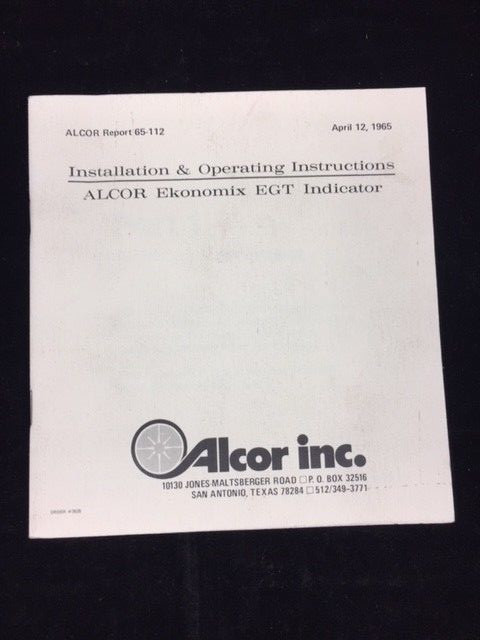 ALCOR Report 65-112
April 12, 1965
Installation & Operating Instructions
ALCOR Ekonomix EGT Indicator
Alcor inc.
10130 JONES-MALTSBERGER ROAD □ P. O. BOX 32516
SAN ANTONIO, TEXAS 78284 □ 512/349-3771